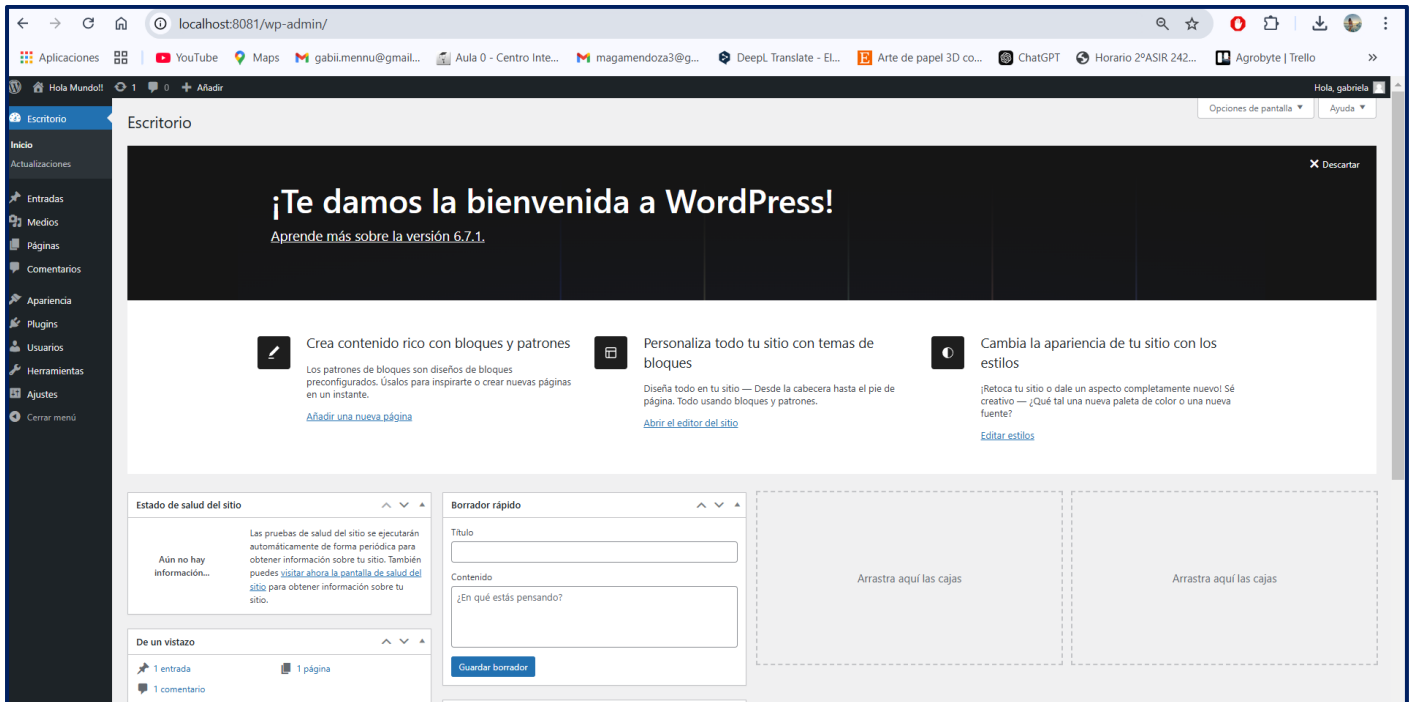 localhost:8081/wp-admin/
Aplicaciones
YouTube
Maps
gabii.mennu@gmail...
Aula 0 - Centro Inte...
magamendoza3@g...
DeepL Translate - El...
Arte de papel 3D co...
ChatGPT
Horario 2ºASIR 242...
Agrobyte | Trello
»
Hola Mundo!!
1
0
Añadir
Hola, gabriela
Escritorio
Inicio
Actualizaciones
Entradas
Medios
Páginas
Comentarios
Apariencia
Plugins
Usuarios
Herramientas
Ajustes
Cerrar menú
Escritorio
Opciones de pantalla
Ayuda
Descartar
¡Te damos la bienvenida a WordPress!
Aprende más sobre la versión 6.7.1.
Crea contenido rico con bloques y patrones
Los patrones de bloques son diseños de bloques
preconfigurados. Úsalos para inspirarte o crear nuevas páginas
en un instante.
Añadir una nueva página
Personaliza todo tu sitio con temas de
bloques
Diseña todo en tu sitio — Desde la cabecera hasta el pie de
página. Todo usando bloques y patrones.
Abrir el editor del sitio
Cambia la apariencia de tu sitio con los
estilos
¡Retoca tu sitio o dale un aspecto completamente nuevo! Sé
creativo — ¿Qué tal una nueva paleta de color o una nueva
fuente?
Editar estilos
Estado de salud del sitio
Aún no hay
información...
Las pruebas de salud del sitio se ejecutarán
automáticamente de forma periódica para
obtener información sobre tu sitio. También
puedes visitar ahora la pantalla de salud del
sitio para obtener información sobre tu
sitio.
De un vistazo
1 entrada
1 página
1 comentario
Borrador rápido
Título
Contenido
¿En qué estás pensando?
Guardar borrador
Arrastra aquí las cajas
Arrastra aquí las cajas